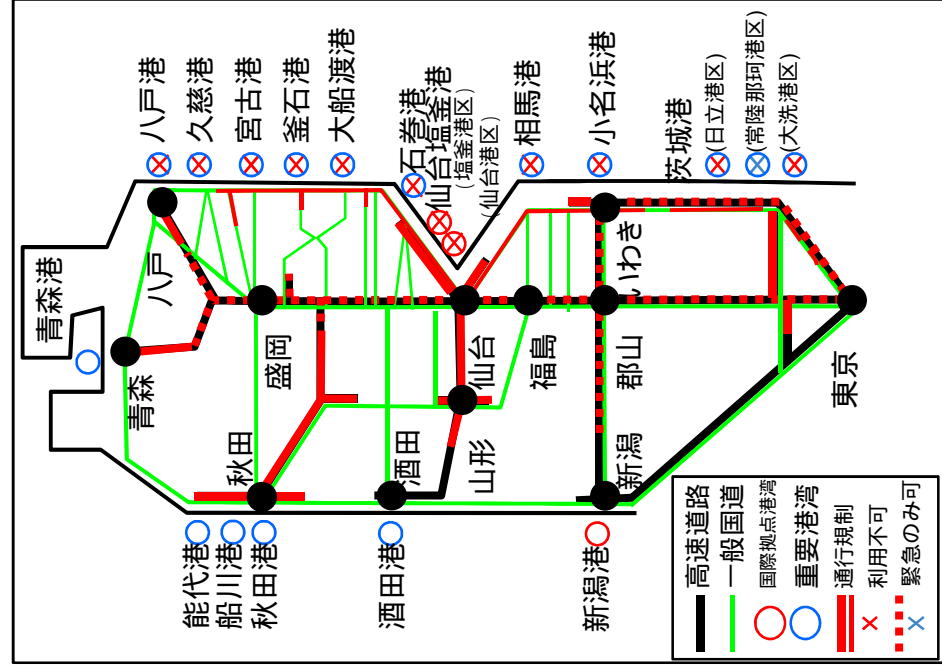 青森港
八戸港
久慈港
宮古港
釜石港
大船渡港
石巻港
仙台塩釜港
(塩釜港区)
(仙台港区)
相馬港
小名浜港
茨城港
(日立港区)
(常陸那珂港区)
(大洗港区)
青森
八戸
盛岡
秋田
酒田
山形
仙台
福島
郡山
いわき
新潟
東京
能代港
船川港
秋田港
酒田港
新潟港
高速道路
一般国道
国際拠点港湾
重要港湾
通行規制
利用不可
緊急のみ可